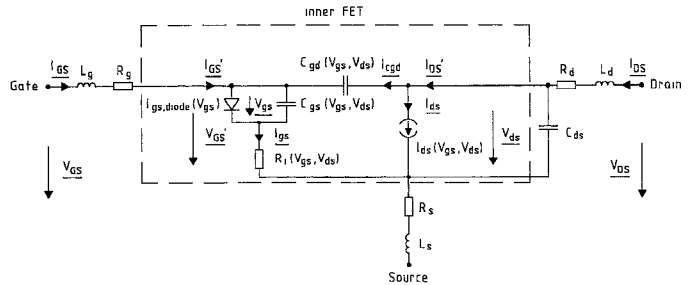 inner FET
I_GS L_g R_g I_GS' C_gd(V_gs,V_ds) I_cgd I_DS' R_d L_d I_DS
Gate Drain
I_gs,diode(V_gs) V_gs C_gs(V_gs,V_ds) I_ds
V_GS' I_gs V_ds C_ds
V_GS R_i(V_gs,V_ds) I_ds(V_gs,V_ds) V_DS
R_s
L_s
Source